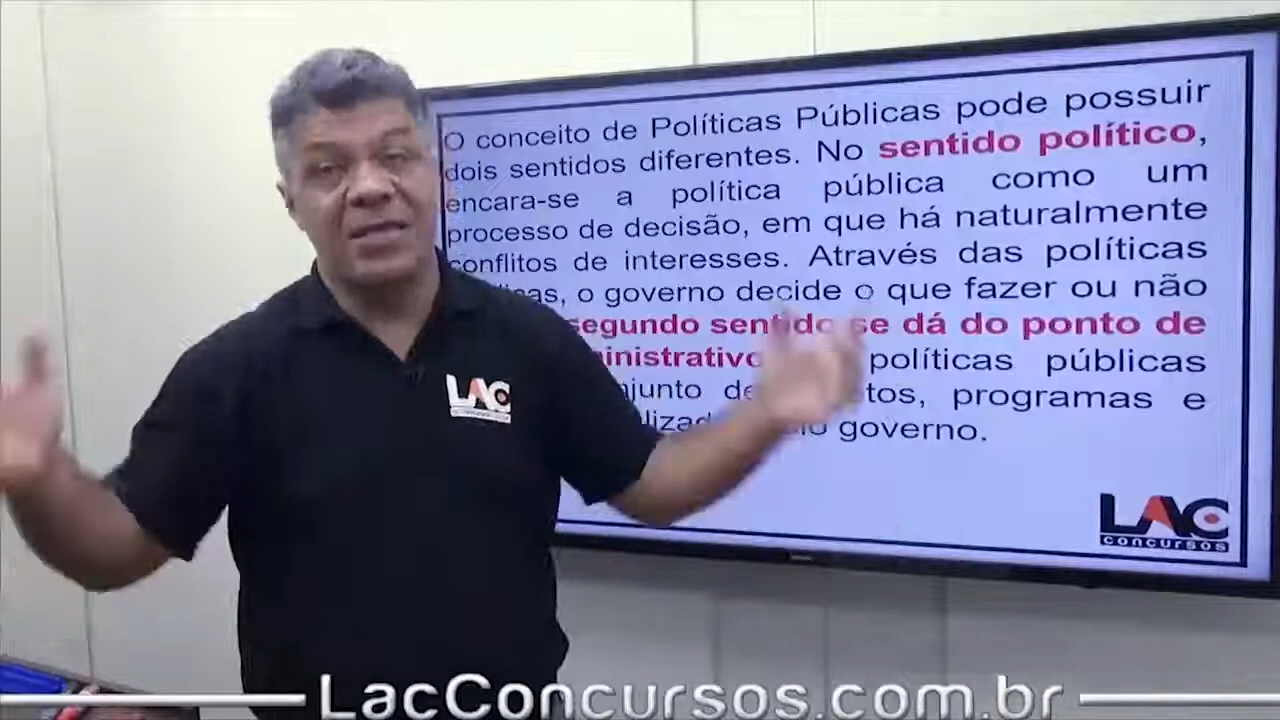 O conceito de Políticas Públicas pode possuir
dois sentidos diferentes. No sentido político,
encara-se a política pública como um
processo de decisão, em que há naturalmente
conflitos de interesses. Através das políticas
o governo decide o que fazer ou não
segundo sentido se dá do ponto de
políticas públicas
programas e
governo.
LAC
LAC
concursos
LacConcursos.com.br